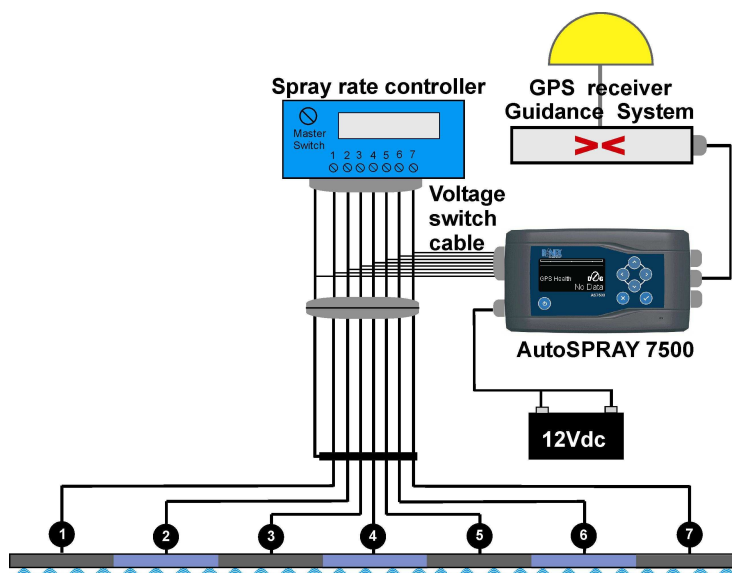 Spray rate controller
Master
Switch
1 2 3 4 5 6 7
GPS receiver
Guidance System
><
Voltage
switch
cable
GPS Health
No Data
AS7500
AutoSPRAY 7500
12Vdc
1 2 3 4 5 6 7